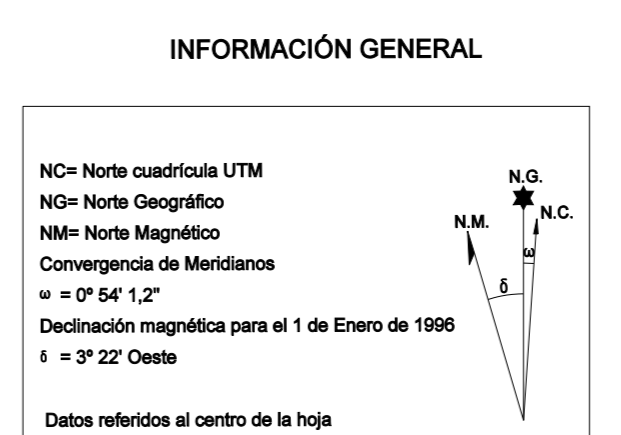 INFORMACIÓN GENERAL
NC= Norte cuadrícula UTM
NG= Norte Geográfico
NM= Norte Magnético
Convergencia de Meridianos
ω = 0º 54' 1,2"
Declinación magnética para el 1 de Enero de 1996
δ = 3º 22' Oeste
Datos referidos al centro de la hoja
N.G.
N.C.
N.M.
ω
δ